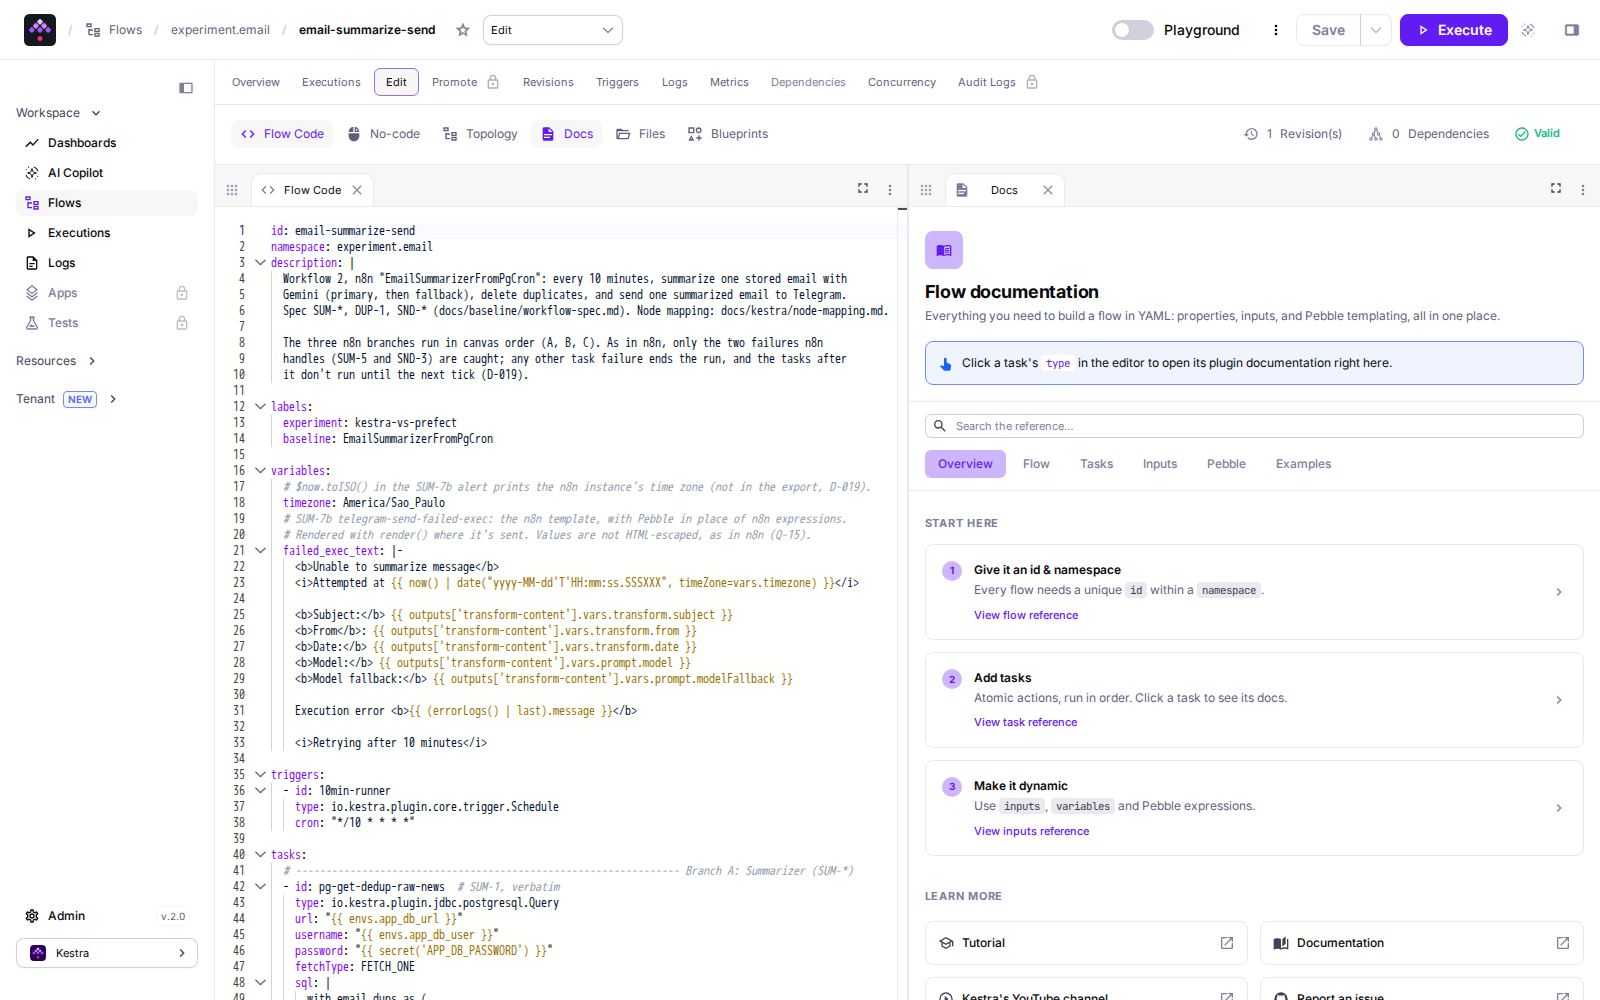 / Flows / experiment.email / email-summarize-send Edit Playground Save Execute
Workspace
Dashboards
AI Copilot
Flows
Executions
Logs
Apps
Tests
Resources
Tenant NEW
Admin v.2.0
Kestra
Overview Executions Edit Promote Revisions Triggers Logs Metrics Dependencies Concurrency Audit Logs
Flow Code No-code Topology Docs Files Blueprints 1 Revision(s) 0 Dependencies Valid
Flow Code
1 id: email-summarize-send
2 namespace: experiment.email
3 description: |
4 Workflow 2, n8n "EmailSummarizerFromPgCron": every 10 minutes, summarize one stored email with
5 Gemini (primary, then fallback), delete duplicates, and send one summarized email to Telegram.
6 Spec SUM-*, DUP-1, SND-* (docs/baseline/workflow-spec.md). Node mapping: docs/kestra/node-mapping.md.
7
8 The three n8n branches run in canvas order (A, B, C). As in n8n, only the two failures n8n
9 handles (SUM-5 and SND-3) are caught; any other task failure ends the run, and the tasks after
10 it don't run until the next tick (D-019).
11
12 labels:
13 experiment: kestra-vs-prefect
14 baseline: EmailSummarizerFromPgCron
15
16 variables:
17 # $now.toISO() in the SUM-7b alert prints the n8n instance's time zone (not in the export, D-019).
18 timezone: America/Sao_Paulo
19 # SUM-7b telegram-send-failed-exec: the n8n template, with Pebble in place of n8n expressions.
20 # Rendered with render() where it's sent. Values are not HTML-escaped, as in n8n (Q-15).
21 failed_exec_text: |-
22 <b>Unable to summarize message</b>
23 <i>Attempted at {{ now() | date("yyyy-MM-dd'T'HH:mm:ss.SSSXXX", timeZone=vars.timezone) }}</i>
24
25 <b>Subject:</b> {{ outputs['transform-content'].vars.transform.subject }}
26 <b>From</b>: {{ outputs['transform-content'].vars.transform.from }}
27 <b>Date:</b> {{ outputs['transform-content'].vars.transform.date }}
28 <b>Model:</b> {{ outputs['transform-content'].vars.prompt.model }}
29 <b>Model fallback:</b> {{ outputs['transform-content'].vars.prompt.modelFallback }}
30
31 Execution error <b>{{ (errorLogs() | last).message }}</b>
32
33 <i>Retrying after 10 minutes</i>
34
35 triggers:
36 - id: 10min-runner
37 type: io.kestra.plugin.core.trigger.Schedule
38 cron: "*/10 * * * *"
39
40 tasks:
41 # ---------------------------------------------------------------- Branch A: Summarizer (SUM-*)
42 - id: pg-get-dedup-raw-news # SUM-1, verbatim
43 type: io.kestra.plugin.jdbc.postgresql.Query
44 url: "{{ envs.app_db_url }}"
45 username: "{{ envs.app_db_user }}"
46 password: "{{ secret('APP_DB_PASSWORD') }}"
47 fetchType: FETCH_ONE
48 sql: |
49 with email_dups as (
Docs
Flow documentation
Everything you need to build a flow in YAML: properties, inputs, and Pebble templating, all in one place.
Click a task's type in the editor to open its plugin documentation right here.
Search the reference...
Overview Flow Tasks Inputs Pebble Examples
START HERE
1 Give it an id & namespace
Every flow needs a unique id within a namespace.
View flow reference
2 Add tasks
Atomic actions, run in order. Click a task to see its docs.
View task reference
3 Make it dynamic
Use inputs, variables and Pebble expressions.
View inputs reference
LEARN MORE
Tutorial Documentation
Kestra's YouTube channel Report an issue